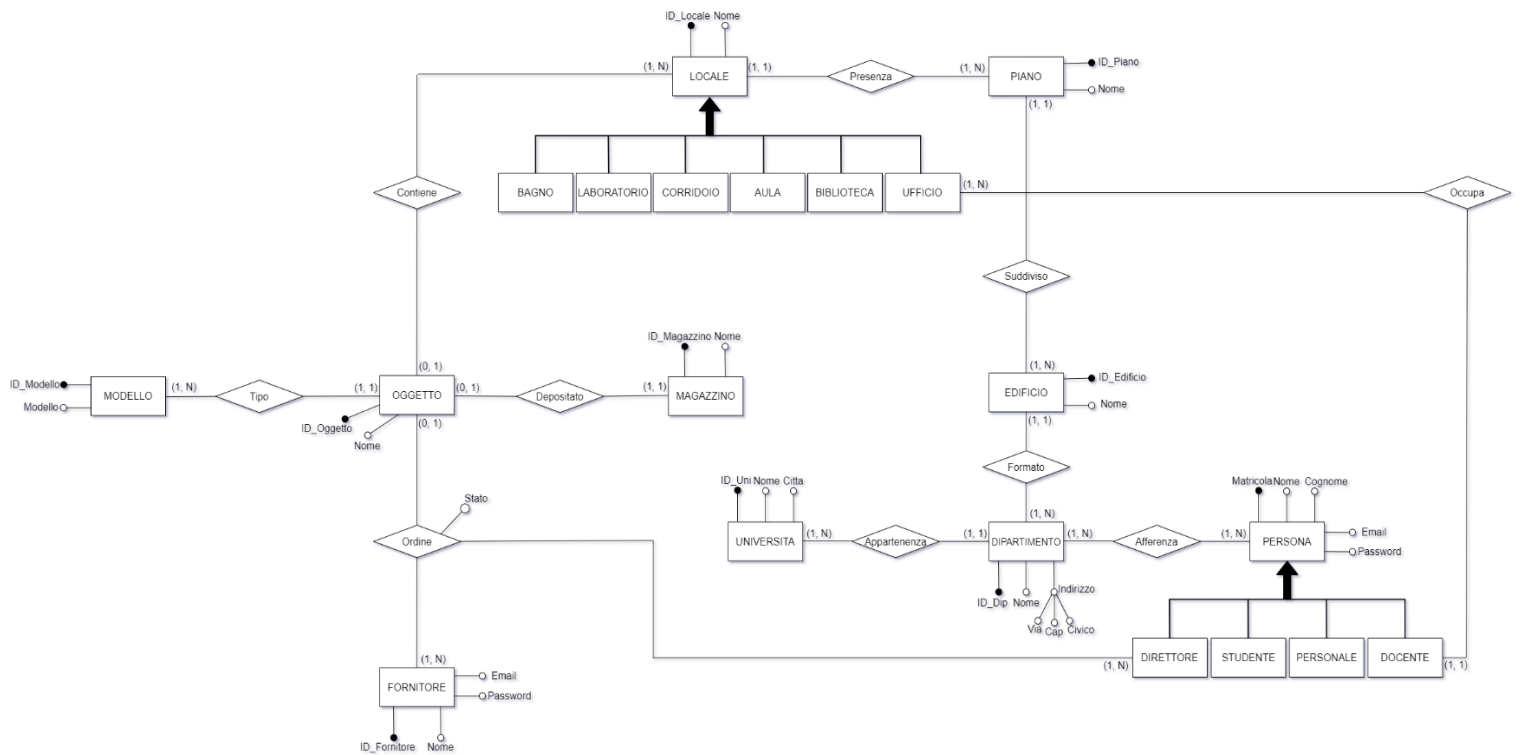 ID_Locale Nome
(1, N)
LOCALE
(1, 1)
Presenza
(1, N)
PIANO
ID_Piano
Nome
(1, 1)
Contiene
BAGNO
LABORATORIO
CORRIDOIO
AULA
BIBLIOTECA
UFFICIO
(1, N)
Occupa
Suddiviso
ID_Magazzino Nome
(0, 1)
(1, N)
ID_Modello
Modello
MODELLO
(1, N)
Tipo
(1, 1)
OGGETTO
(0, 1)
Depositato
(1, 1)
MAGAZZINO
EDIFICIO
ID_Edificio
Nome
ID_Oggetto
Nome
(0, 1)
(1, 1)
Formato
Stato
ID_Uni Nome Citta
Matricola Nome Cognome
(1, N)
Ordine
UNIVERSITA
(1, N)
Appartenenza
(1, 1)
DIPARTIMENTO
(1, N)
Afferenza
(1, N)
PERSONA
Email
Password
ID_Dip
Nome
Indirizzo
Via
Cap
Civico
(1, N)
FORNITORE
Email
Password
(1, N)
DIRETTORE
STUDENTE
PERSONALE
DOCENTE
(1, 1)
ID_Fornitore
Nome